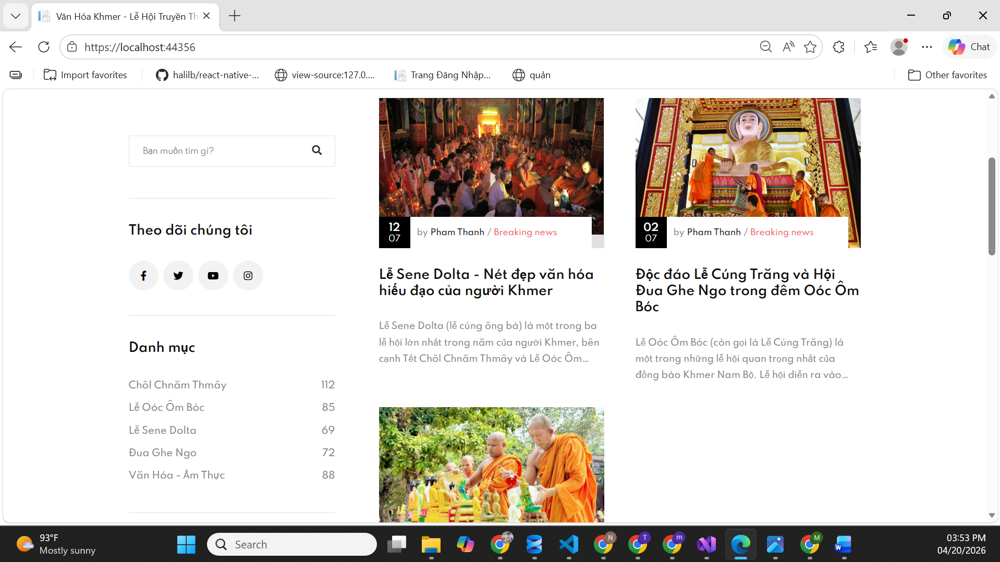 Văn Hóa Khmer - Lễ Hội Truyền Th
https://localhost:44356
Chat
Import favorites
halilb/react-native-...
view-source:127.0....
Trang Đăng Nhập...
quản
Other favorites
Bạn muốn tìm gì?
Theo dõi chúng tôi
Danh mục
Chôl Chnăm Thmây 112
Lễ Oóc Ôm Bóc 85
Lễ Sene Dolta 69
Đua Ghe Ngo 72
Văn Hóa - Ẩm Thực 88
12
07
by Pham Thanh / Breaking news
Lễ Sene Dolta - Nét đẹp văn hóa
hiếu đạo của người Khmer
Lễ Sene Dolta (lễ cúng ông bà) là một trong ba
lễ hội lớn nhất trong năm của người Khmer, bên
cạnh Tết Chôl Chnăm Thmây và Lễ Oóc Ôm...
02
07
by Pham Thanh / Breaking news
Độc đáo Lễ Cúng Trăng và Hội
Đua Ghe Ngo trong đêm Oóc Ôm
Bóc
Lễ Oóc Ôm Bóc (còn gọi là Lễ Cúng Trăng) là
một trong những lễ hội quan trọng nhất của
đồng bào Khmer Nam Bộ. Lễ hội diễn ra vào...
93°F
Mostly sunny
Search
N
T
m
M
W
03:53 PM
04/20/2026